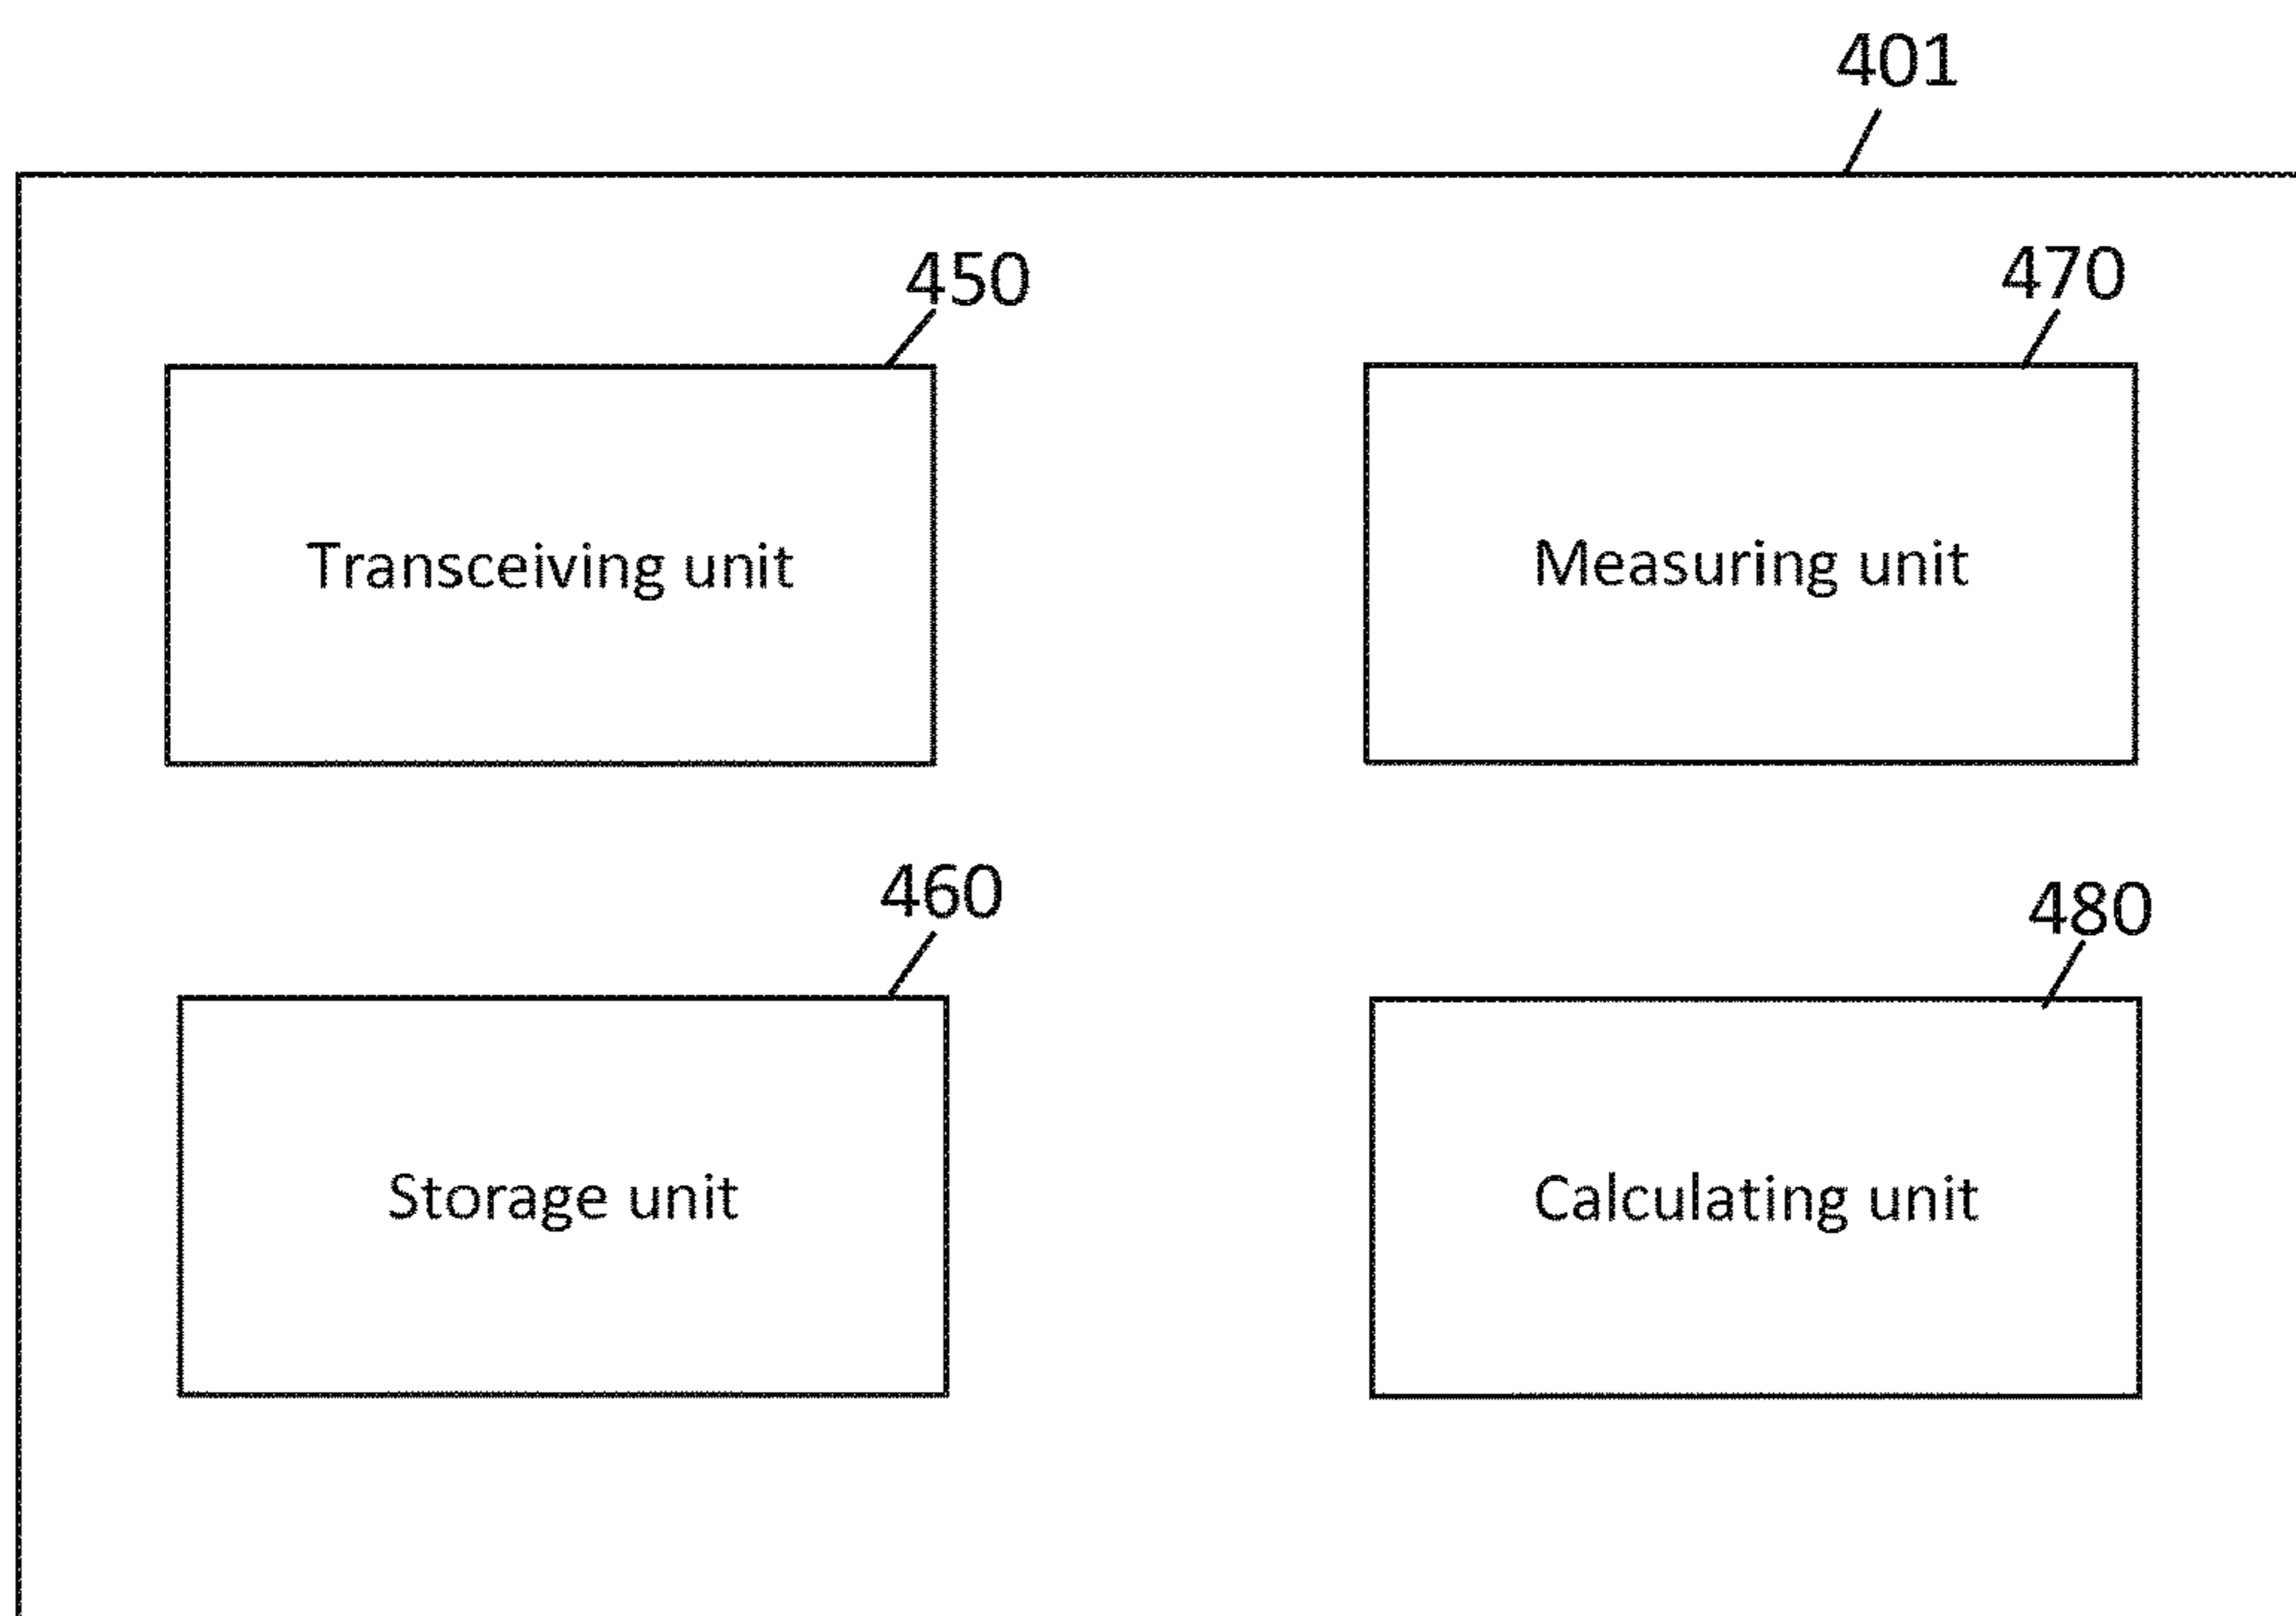 401
450
470
Transceiving unit
Measuring unit
460
480
Storage unit
Calculating unit